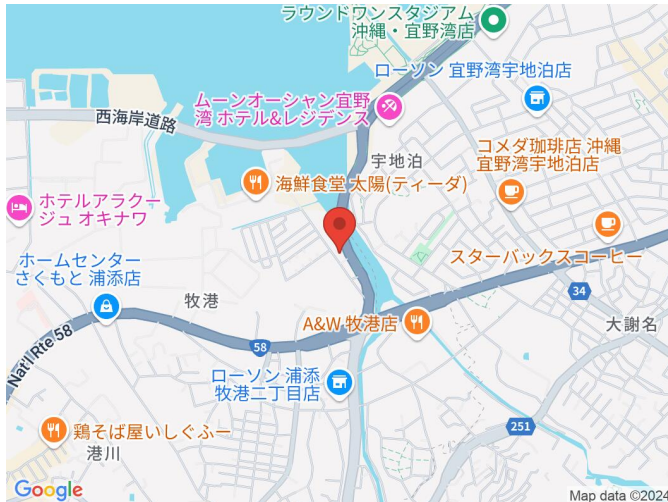 ラウンドワンスタジアム
沖縄・宜野湾店
ローソン 宜野湾宇地泊店
ムーンオーシャン宜野
湾 ホテル&レジデンス
西海岸道路
宇地泊
コメダ珈琲店 沖縄
宜野湾宇地泊店
海鮮食堂 太陽(ティーダ)
ホテルアラクー
ジュ オキナワ
スターバックスコーヒー
ホームセンター
さくもと 浦添店
牧港
34
A&W 牧港店
大謝名
Nat'l Rte 58
58
ローソン 浦添
牧港二丁目店
251
鶏そば屋いしぐふー
港川
Google
Map data ©2024